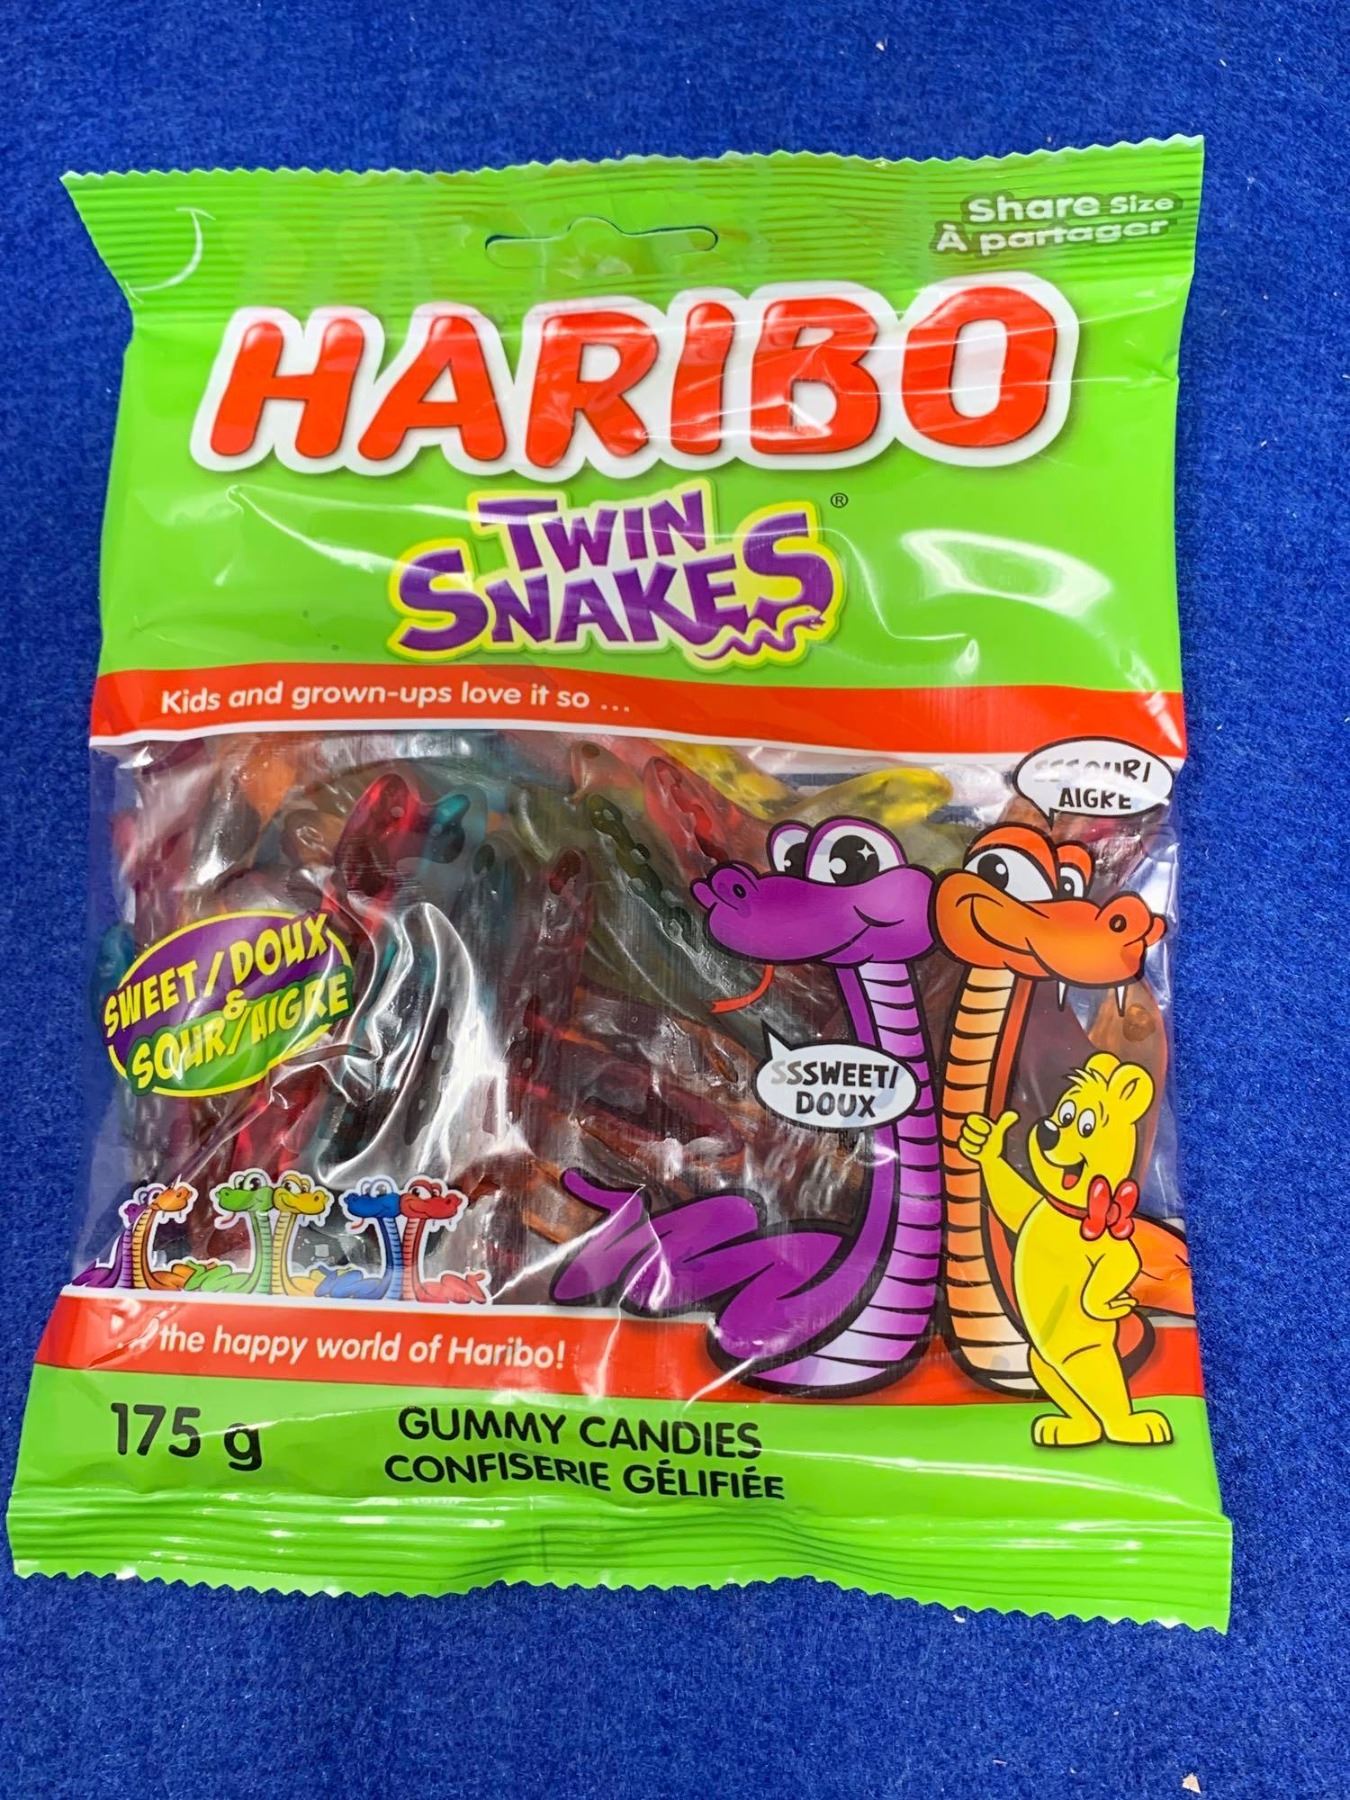 Share Size
À partager
HARIBO
TWIN
SNAKES®
Kids and grown-ups love it so ...
SSSOUR/
AIGRE
SWEET/DOUX
&
SOUR/AIGRE
SSSWEET/
DOUX
... the happy world of Haribo!
175 g
GUMMY CANDIES
CONFISERIE GÉLIFIÉE